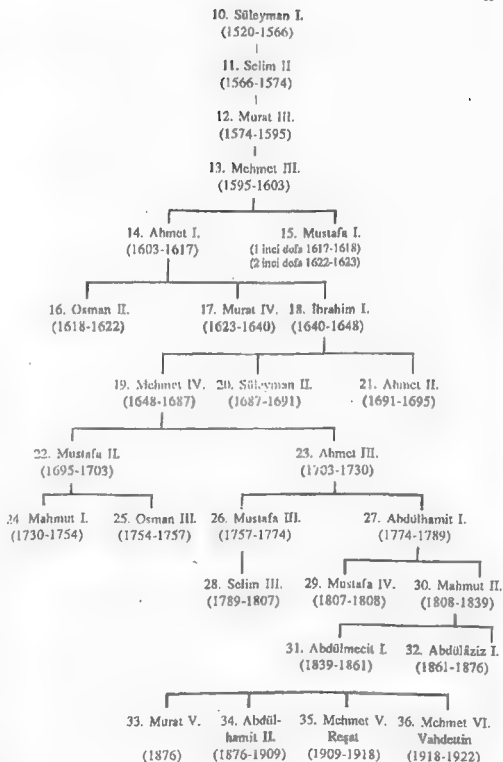 10. Süleyman I.
(1520-1566)
11. Selim II
(1566-1574)
12. Murat III.
(1574-1595)
13. Mehmet III.
(1595-1603)
14. Ahmet I. 15. Mustafa I.
(1603-1617) (1 inci defa 1617-1618)
(2 inci defa 1622-1623)
16. Osman II. 17. Murat IV. 18. İbrahim I.
(1618-1622) (1623-1640) (1640-1648)
19. Mehmet IV. 20. Süleyman II. 21. Ahmet II.
(1648-1687) (1687-1691) (1691-1695)
22. Mustafa II. 23. Ahmet III.
(1695-1703) (1703-1730)
24. Mahmut I. 25. Osman III. 26. Mustafa III. 27. Abdülhamit I.
(1730-1754) (1754-1757) (1757-1774) (1774-1789)
28. Selim III. 29. Mustafa IV. 30. Mahmut II.
(1789-1807) (1807-1808) (1808-1839)
31. Abdülmecit I. 32. Abdülâziz I.
(1839-1861) (1861-1876)
33. Murat V. 34. Abdül- 35. Mehmet V. 36. Mehmet VI.
hamit II. Reşat Vahdettin
(1876) (1876-1909) (1909-1918) (1918-1922)